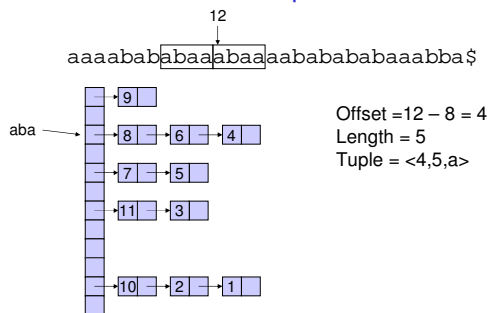 12
aaaabababaaabaaaababababaaabba$
9
aba 8 6 4
7 5
11 3
10 2 1
Offset =12 – 8 = 4
Length = 5
Tuple = <4,5,a>